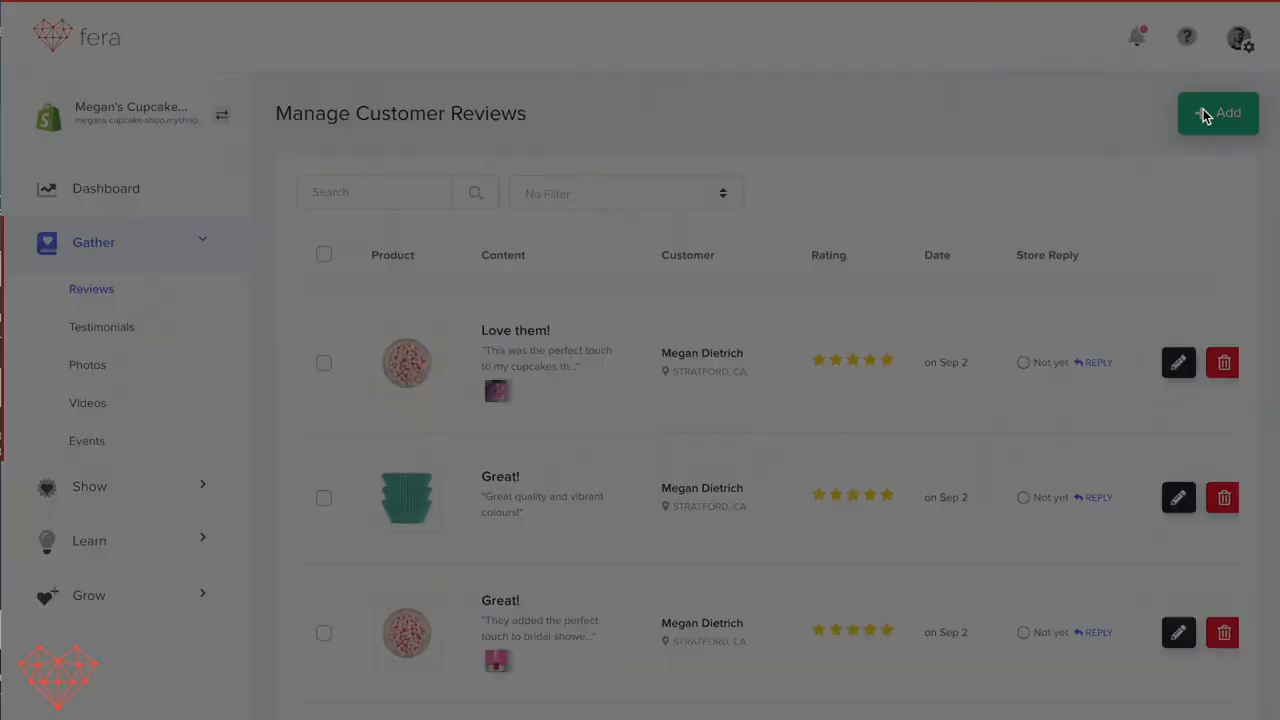 fera
Megan's Cupcake...
megans-cupcake-shop.myshop...
Manage Customer Reviews
Add
Dashboard
Search
No Filter
Gather
Product Content Customer Rating Date Store Reply
Reviews
Testimonials
Photos
Videos
Events
Show
Learn
Grow
Love them!
"This was the perfect touch
to my cupcakes th..."
Megan Dietrich
STRATFORD, CA,
on Sep 2
Not yet REPLY
Great!
"Great quality and vibrant
colours!"
Megan Dietrich
STRATFORD, CA
on Sep 2
Not yet REPLY
Great!
"They added the perfect
touch to bridal showe..."
Megan Dietrich
STRATFORD, CA
on Sep 2
Not yet REPLY